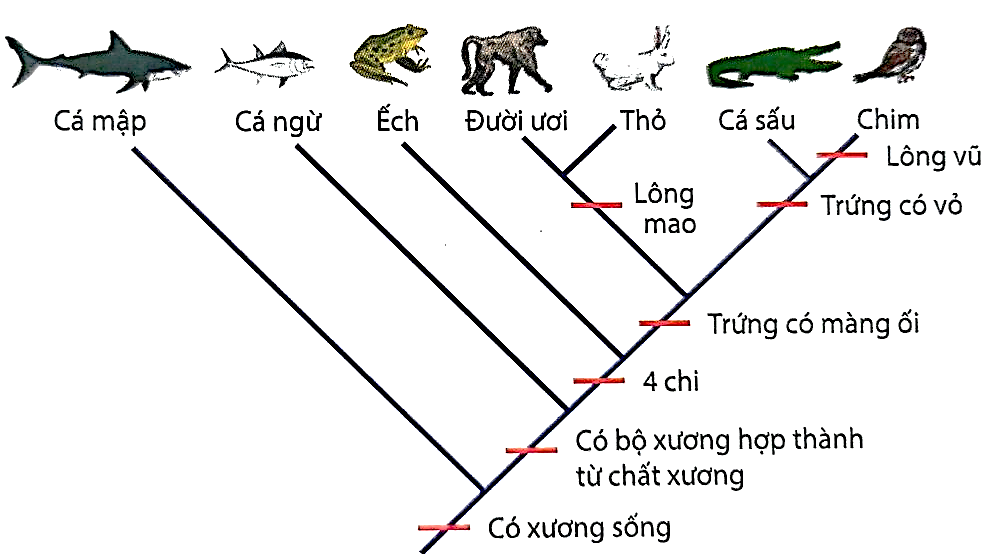 Cá mập
Cá ngừ
Ếch
Đười ươi
Thỏ
Cá sấu
Chim
Lông vũ
Lông
mao
Trứng có vỏ
Trứng có màng ối
4 chi
Có bộ xương hợp thành
từ chất xương
Có xương sống